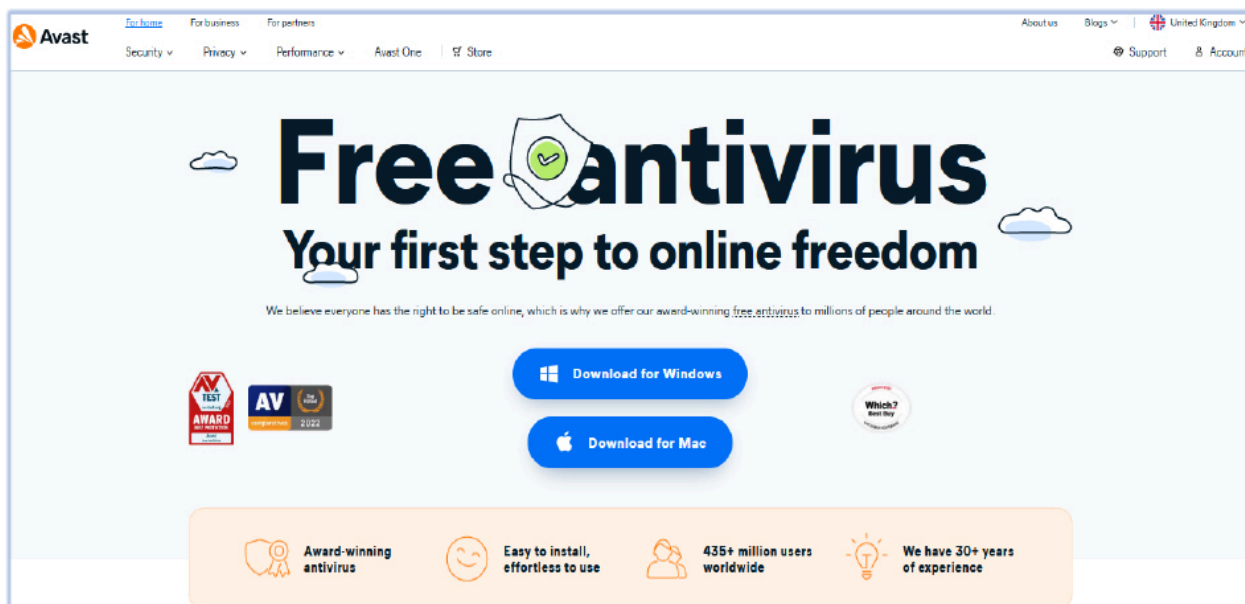 Avast
For home For business For partners
About us Blogs United Kingdom
Security Privacy Performance Avast One Store
Support Account
Free antivirus
Your first step to online freedom
We believe everyone has the right to be safe online, which is why we offer our award-winning free antivirus to millions of people around the world.
Download for Windows
Download for Mac
AV
TEST
AWARD
AV
comparatives 2022
Which?
Best Buy
Award-winning
antivirus
Easy to install,
effortless to use
435+ million users
worldwide
We have 30+ years
of experience